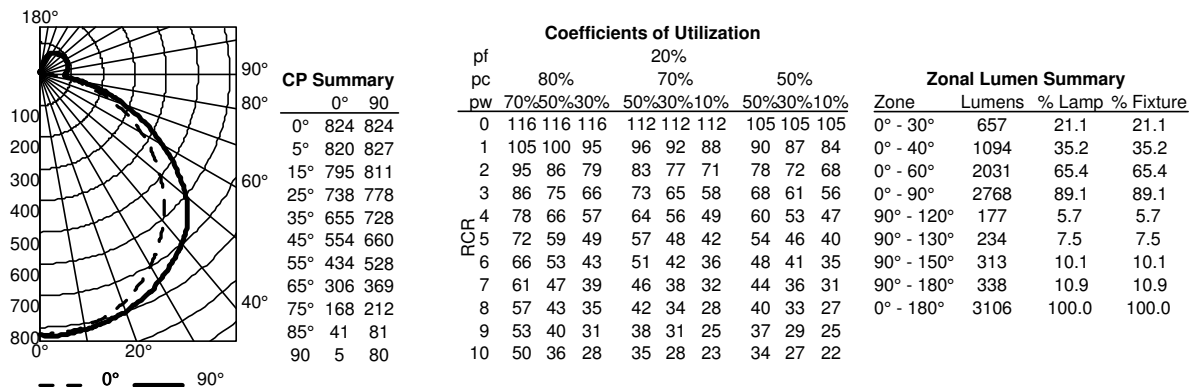 180°
90°
80°
60°
40°
100
200
300
400
500
600
700
800
0° 20°
0° 90°
CP Summary
0° 90
0° 824 824
5° 820 827
15° 795 811
25° 738 778
35° 655 728
45° 554 660
55° 434 528
65° 306 369
75° 168 212
85° 41 81
90 5 80
Coefficients of Utilization
pf 20%
pc 80% 70% 50%
pw 70%50%30% 50%30%10% 50%30%10%
RCR
0 116 116 116 112 112 112 105 105 105
1 105 100 95 96 92 88 90 87 84
2 95 86 79 83 77 71 78 72 68
3 86 75 66 73 65 58 68 61 56
4 78 66 57 64 56 49 60 53 47
5 72 59 49 57 48 42 54 46 40
6 66 53 43 51 42 36 48 41 35
7 61 47 39 46 38 32 44 36 31
8 57 43 35 42 34 28 40 33 27
9 53 40 31 38 31 25 37 29 25
10 50 36 28 35 28 23 34 27 22
Zonal Lumen Summary
Zone Lumens % Lamp % Fixture
0° - 30° 657 21.1 21.1
0° - 40° 1094 35.2 35.2
0° - 60° 2031 65.4 65.4
0° - 90° 2768 89.1 89.1
90° - 120° 177 5.7 5.7
90° - 130° 234 7.5 7.5
90° - 150° 313 10.1 10.1
90° - 180° 338 10.9 10.9
0° - 180° 3106 100.0 100.0